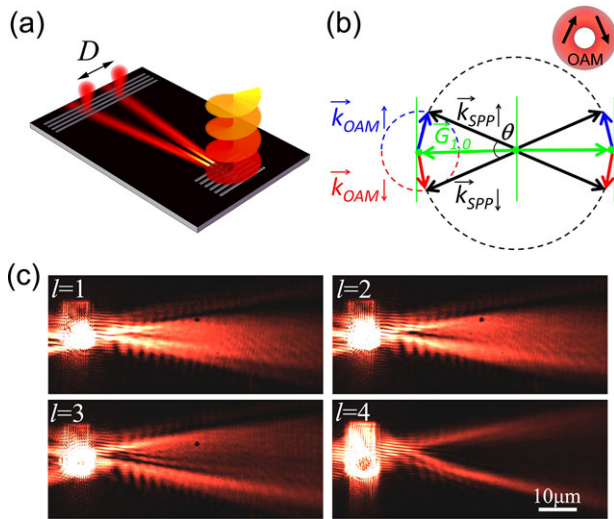 (a)
D
(b)
OAM
k_OAM↑
k_SPP↑
G_1,0
θ
k_OAM↓
k_SPP↓
(c)
l=1
l=2
l=3
l=4
10μm